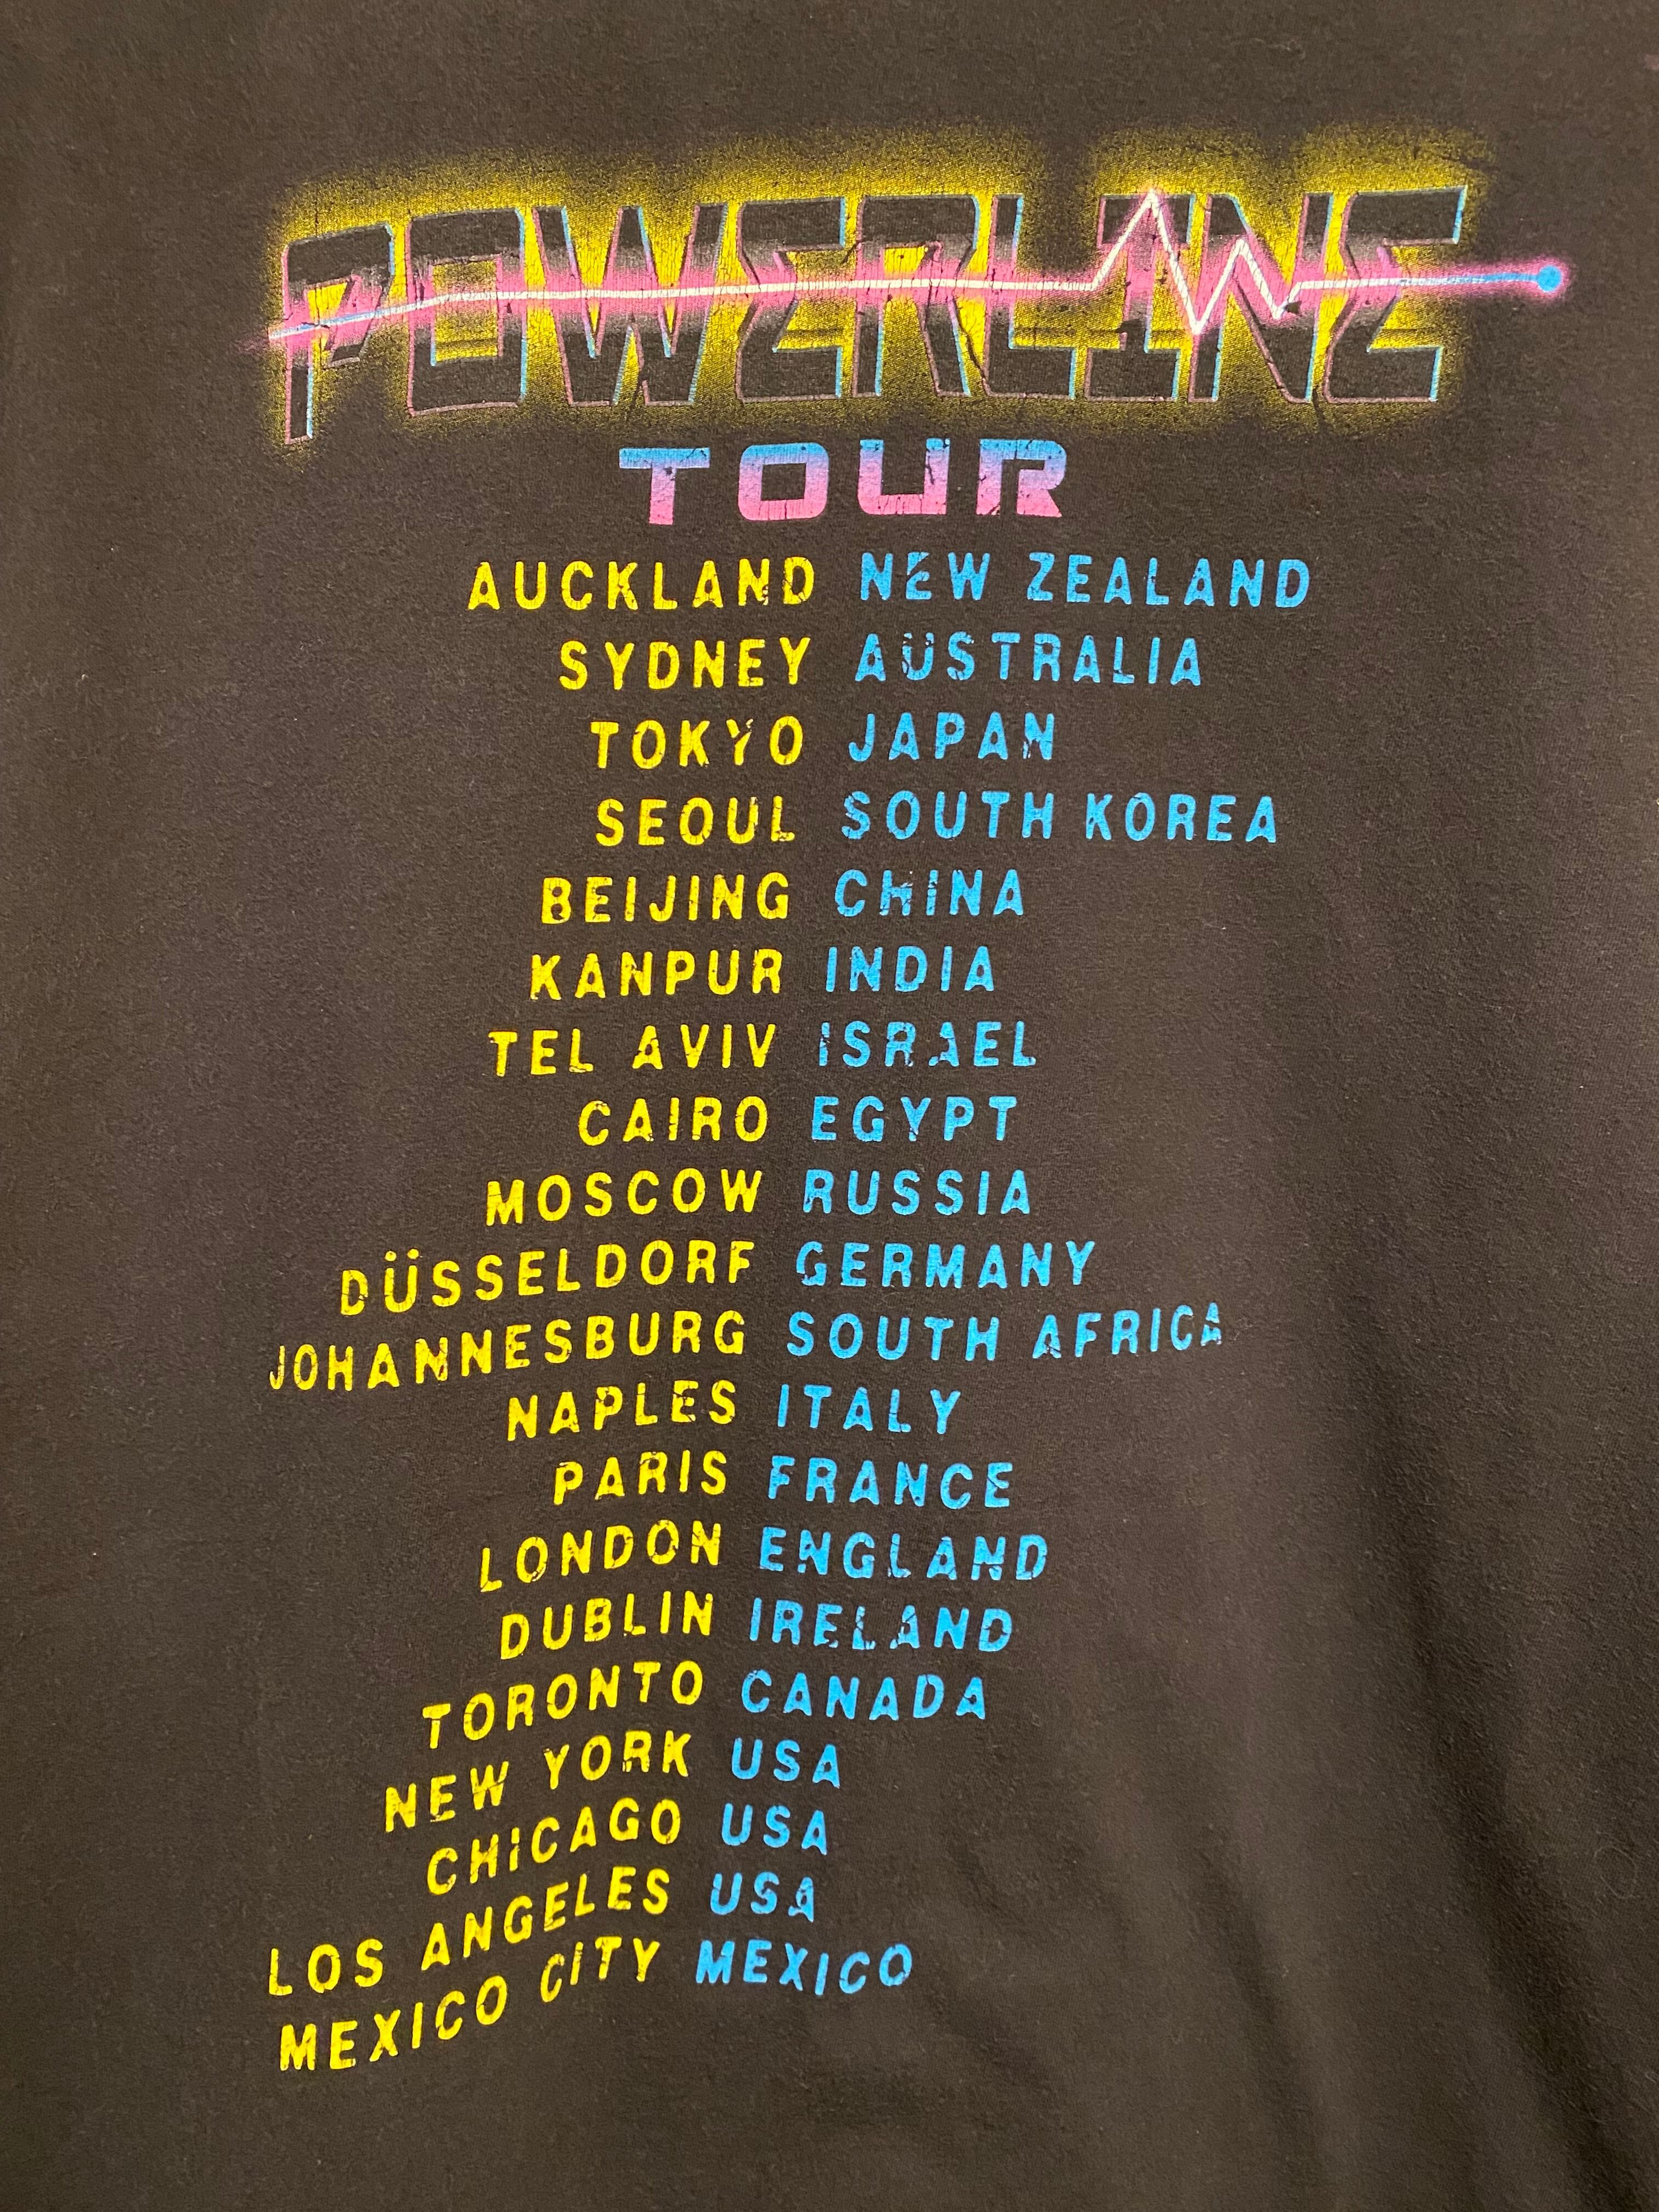 POWERLINE
TOUR
AUCKLAND NEW ZEALAND
SYDNEY AUSTRALIA
TOKYO JAPAN
SEOUL SOUTH KOREA
BEIJING CHINA
KANPUR INDIA
TEL AVIV ISRAEL
CAIRO EGYPT
MOSCOW RUSSIA
DÜSSELDORF GERMANY
JOHANNESBURG SOUTH AFRICA
NAPLES ITALY
PARIS FRANCE
LONDON ENGLAND
DUBLIN IRELAND
TORONTO CANADA
NEW YORK USA
CHICAGO USA
LOS ANGELES USA
MEXICO CITY MEXICO